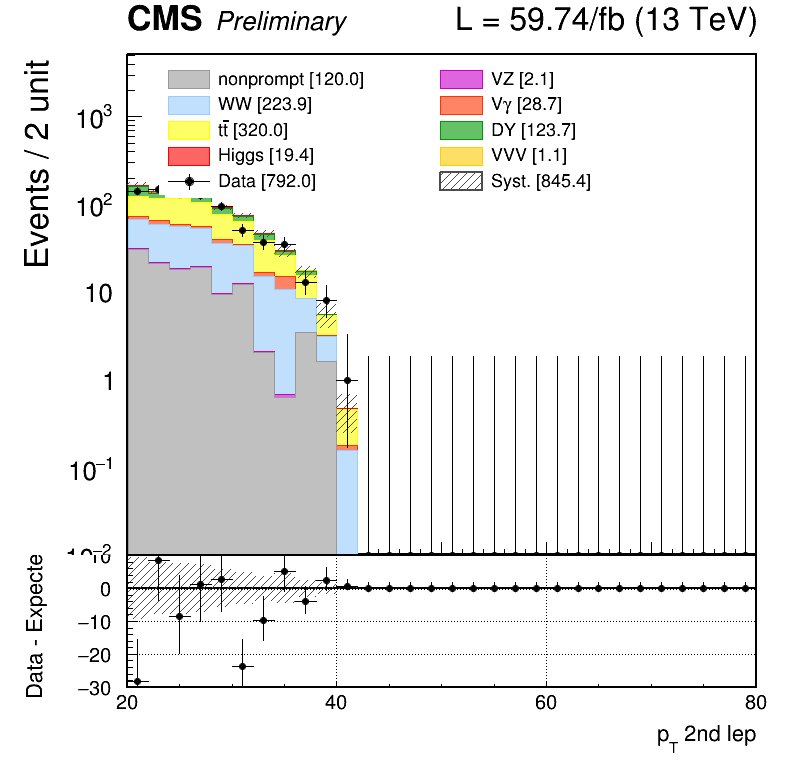 CMS Preliminary L = 59.74/fb (13 TeV)
Events / 2 unit
nonprompt [120.0]
WW [223.9]
tt̄ [320.0]
Higgs [19.4]
Data [792.0]
VZ [2.1]
Vγ [28.7]
DY [123.7]
VVV [1.1]
Syst. [845.4]
10³
10²
10
1
10⁻¹
10⁻²
Data - Expecte
0
−10
−20
−30
20 40 60 80
p_T 2nd lep